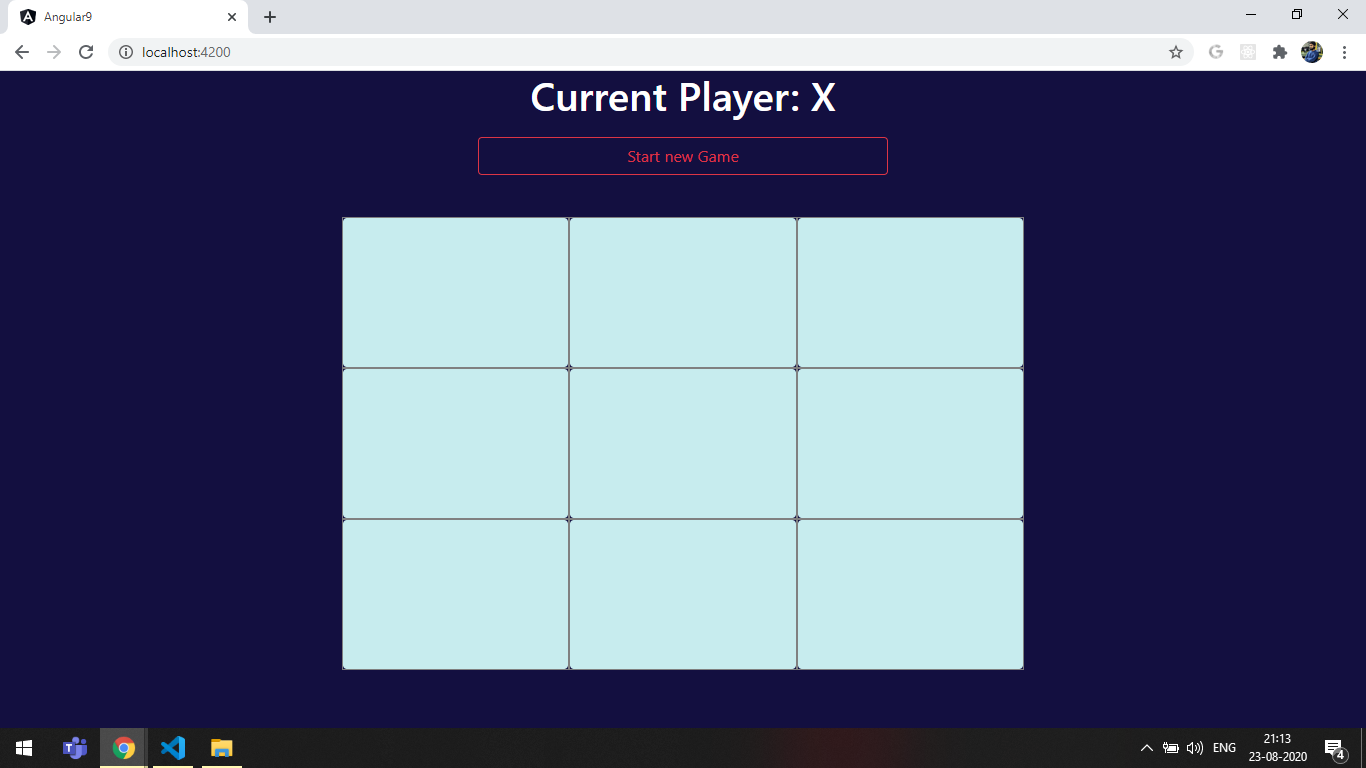 Angular9
localhost:4200
Current Player: X
Start new Game
ENG
21:13
23-08-2020
4